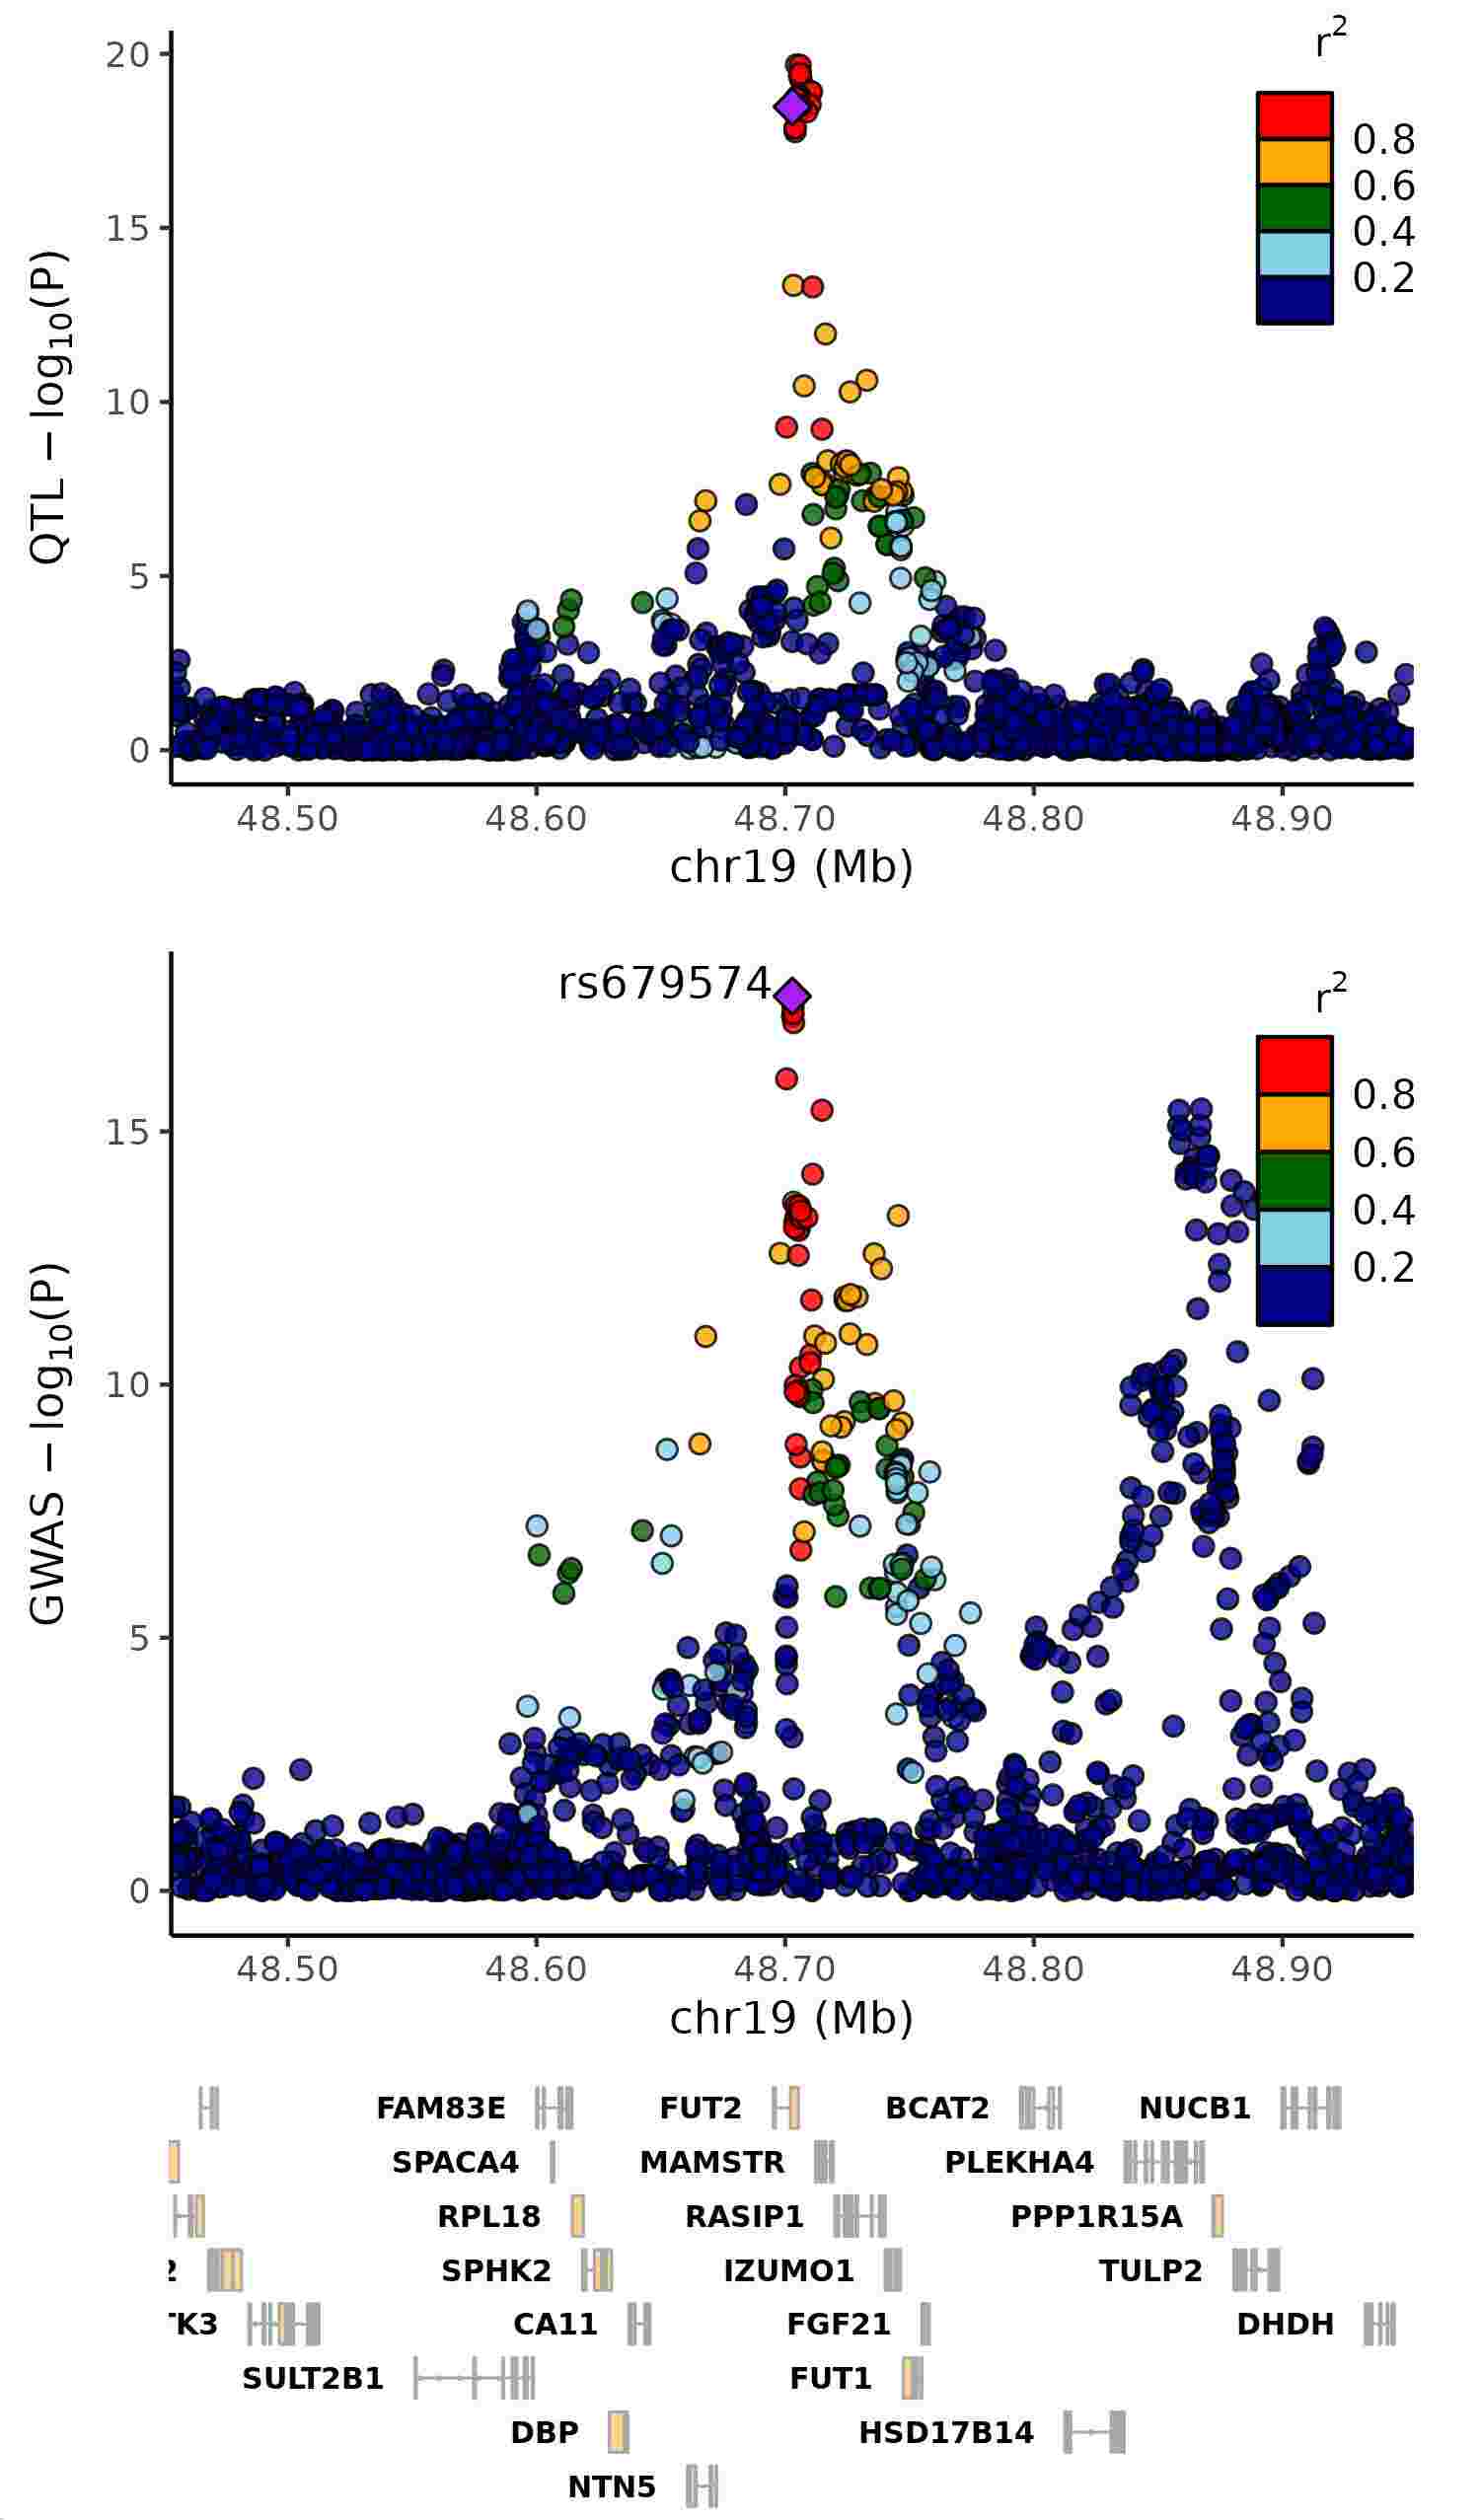 r²
20
15
10
5
0
0.8
0.6
0.4
0.2
QTL −log₁₀(P)
48.50 48.60 48.70 48.80 48.90
chr19 (Mb)
rs679574
r²
15
10
5
0
0.8
0.6
0.4
0.2
GWAS −log₁₀(P)
48.50 48.60 48.70 48.80 48.90
chr19 (Mb)
FAM83E FUT2 BCAT2 NUCB1
SPACA4 MAMSTR PLEKHA4
RPL18 RASIP1 PPP1R15A
2 SPHK2 IZUMO1 TULP2
TK3 CA11 FGF21 DHDH
SULT2B1 FUT1
DBP HSD17B14
NTN5